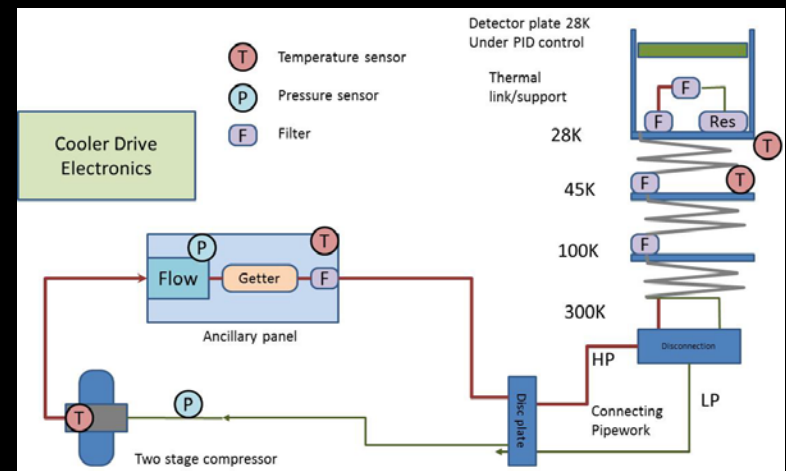 Detector plate 28K
Under PID control
T
Temperature sensor
P
Pressure sensor
F
Filter
Thermal
link/support
Cooler Drive
Electronics
F
F
Res
28K
T
45K
F
T
100K
F
300K
Disconnection
P
T
Flow
Getter
F
Ancillary panel
HP
LP
Disc plate
Connecting
Pipework
T
P
Two stage compressor